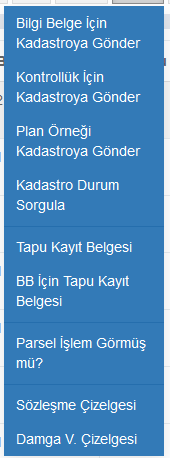 Bilgi Belge İçin
Kadastroya Gönder
Kontrollük İçin
Kadastroya Gönder
Plan Örneği
Kadastroya Gönder
Kadastro Durum
Sorgula
Tapu Kayıt Belgesi
BB İçin Tapu Kayıt
Belgesi
Parsel İşlem Görmüş
mü?
Sözleşme Çizelgesi
Damga V. Çizelgesi